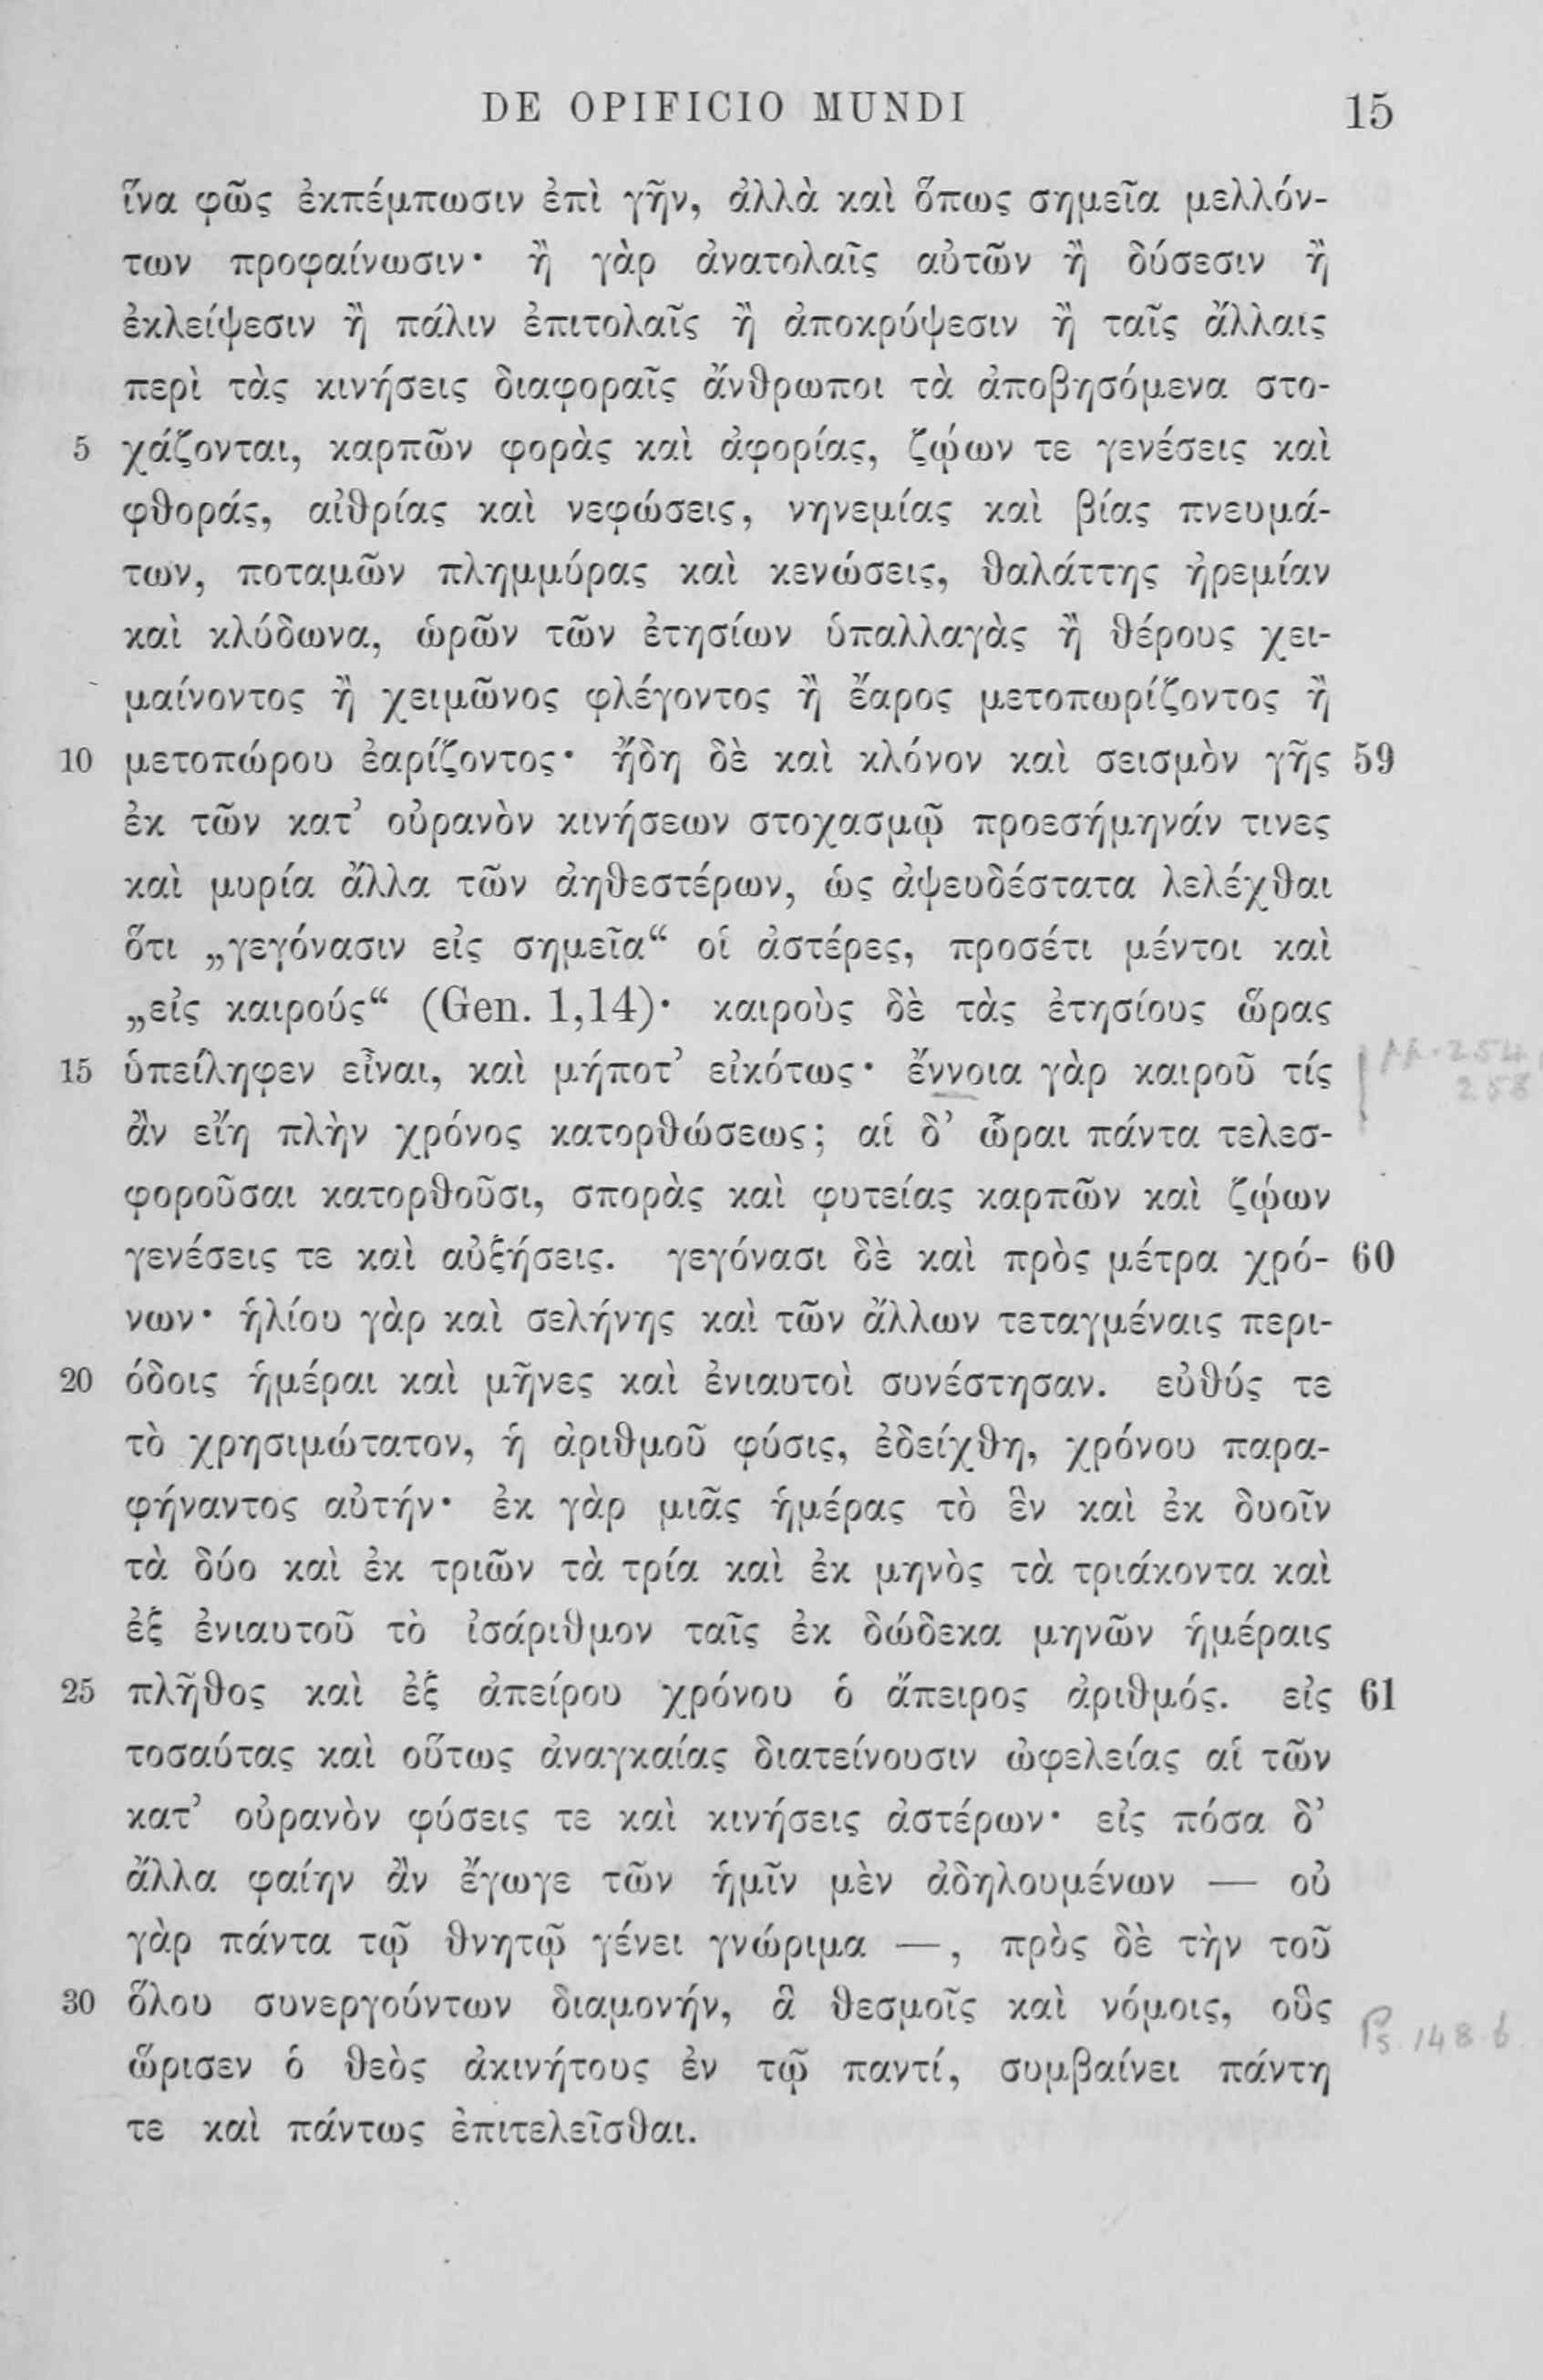 DE OPIFICIO MUNDI 15
ἵνα φῶς ἐκπέμπωσιν ἐπὶ γῆν, ἀλλὰ καὶ ὅπως σημεῖα μελλόν-
των προφαίνωσιν· ἢ γὰρ ἀνατολαῖς αὐτῶν ἢ δύσεσιν ἢ
ἐκλείψεσιν ἢ πάλιν ἐπιτολαῖς ἢ ἀποκρύψεσιν ἢ ταῖς ἄλλαις
περὶ τὰς κινήσεις διαφοραῖς ἄνθρωποι τὰ ἀποβησόμενα στο-
5 χάζονται, καρπῶν φορὰς καὶ ἀφορίας, ζῴων τε γενέσεις καὶ
φθοράς, αἰθρίας καὶ νεφώσεις, νηνεμίας καὶ βίας πνευμά-
των, ποταμῶν πλημμύρας καὶ κενώσεις, θαλάττης ἠρεμίαν
καὶ κλύδωνα, ὡρῶν τῶν ἐτησίων ὑπαλλαγὰς ἢ θέρους χει-
μαίνοντος ἢ χειμῶνος φλέγοντος ἢ ἔαρος μετοπωρίζοντος ἢ
10 μετοπώρου ἐαρίζοντος· ἤδη δὲ καὶ κλόνον καὶ σεισμὸν γῆς 59
ἐκ τῶν κατ’ οὐρανὸν κινήσεων στοχασμῷ προεσήμηνάν τινες
καὶ μυρία ἄλλα τῶν ἀηθεστέρων, ὡς ἀψευδέστατα λελέχθαι
ὅτι „γεγόνασιν εἰς σημεῖα“ οἱ ἀστέρες, προσέτι μέντοι καὶ
„εἰς καιρούς“ (Gen. 1,14)· καιροὺς δὲ τὰς ἐτησίους ὥρας
15 ὑπείληφεν εἶναι, καὶ μήποτ’ εἰκότως· ἔννοια γὰρ καιροῦ τίς
ἂν εἴη πλὴν χρόνος κατορθώσεως; αἱ δ’ ὧραι πάντα τελεσ-
φοροῦσαι κατορθοῦσι, σπορὰς καὶ φυτείας καρπῶν καὶ ζῴων
γενέσεις τε καὶ αὐξήσεις. γεγόνασι δὲ καὶ πρὸς μέτρα χρό- 60
νων· ἡλίου γὰρ καὶ σελήνης καὶ τῶν ἄλλων τεταγμέναις περι-
20 όδοις ἡμέραι καὶ μῆνες καὶ ἐνιαυτοὶ συνέστησαν. εὐθύς τε
τὸ χρησιμώτατον, ἡ ἀριθμοῦ φύσις, ἐδείχθη, χρόνου παρα-
φήναντος αὐτήν· ἐκ γὰρ μιᾶς ἡμέρας τὸ ἓν καὶ ἐκ δυοῖν
τὰ δύο καὶ ἐκ τριῶν τὰ τρία καὶ ἐκ μηνὸς τὰ τριάκοντα καὶ
ἐξ ἐνιαυτοῦ τὸ ἰσάριθμον ταῖς ἐκ δώδεκα μηνῶν ἡμέραις
25 πλῆθος καὶ ἐξ ἀπείρου χρόνου ὁ ἄπειρος ἀριθμός. εἰς 61
τοσαύτας καὶ οὕτως ἀναγκαίας διατείνουσιν ὠφελείας αἱ τῶν
κατ’ οὐρανὸν φύσεις τε καὶ κινήσεις ἀστέρων· εἰς πόσα δ’
ἄλλα φαίην ἂν ἔγωγε τῶν ἡμῖν μὲν ἀδηλουμένων — οὐ
γὰρ πάντα τῷ θνητῷ γένει γνώριμα —, πρὸς δὲ τὴν τοῦ
30 ὅλου συνεργούντων διαμονήν, ἃ θεσμοῖς καὶ νόμοις, οὓς
ὥρισεν ὁ θεὸς ἀκινήτους ἐν τῷ παντί, συμβαίνει πάντη
τε καὶ πάντως ἐπιτελεῖσθαι.
254
258
Ps. 148 6